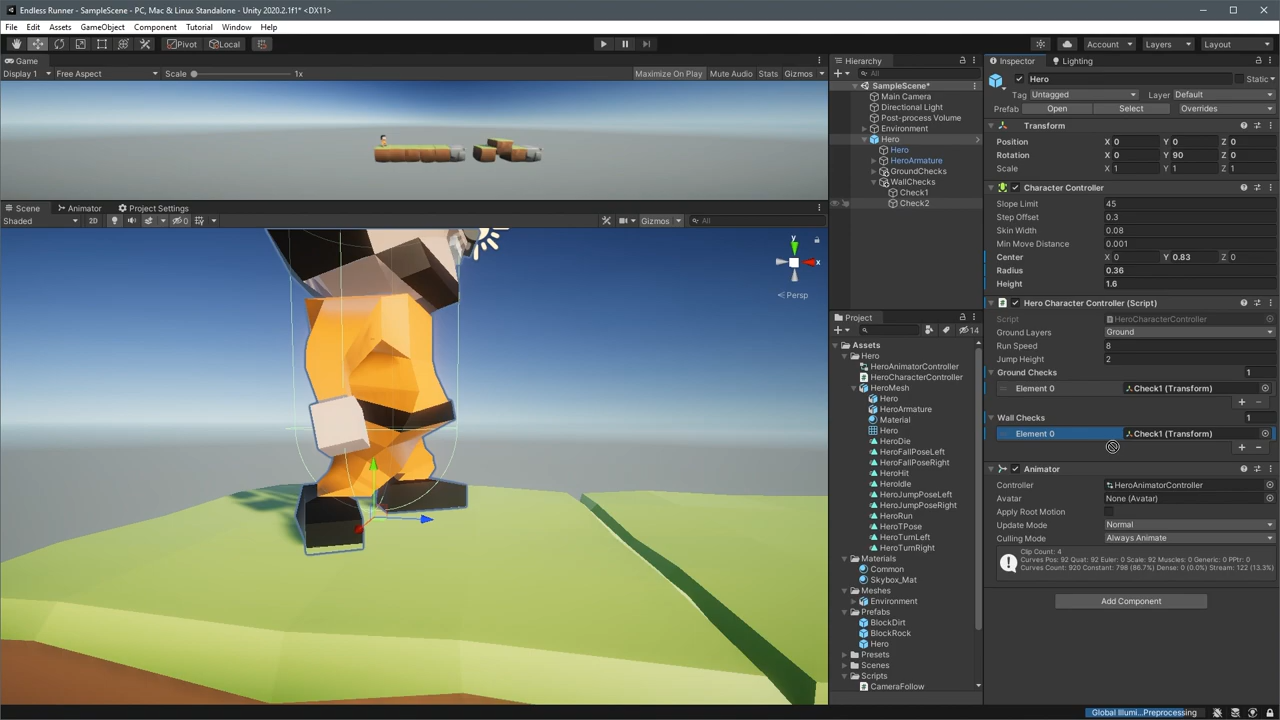 Endless Runner - SampleScene - PC, Mac & Linux Standalone - Unity 2020.2.1f1* <DX11>
File Edit Assets GameObject Component Tutorial Window Help
Pivot Local Account Layers Layout
Game
Display 1 Free Aspect Scale 1x Maximize On Play Mute Audio Stats Gizmos
Scene Animator Project Settings
Shaded 2D 0 Gizmos All
y
x
Persp
Hierarchy
All
SampleScene*
Main Camera
Directional Light
Post-process Volume
Environment
Hero
Hero
HeroArmature
GroundChecks
WallChecks
Check1
Check2
Project
14
Assets
Hero
HeroAnimatorController
HeroCharacterController
HeroMesh
Hero
HeroArmature
Material
Hero
HeroDie
HeroFallPoseLeft
HeroFallPoseRight
HeroHit
HeroIdle
HeroJumpPoseLeft
HeroJumpPoseRight
HeroRun
HeroTPose
HeroTurnLeft
HeroTurnRight
Materials
Common
Skybox_Mat
Meshes
Environment
Prefabs
BlockDirt
BlockRock
Hero
Presets
Scenes
Scripts
CameraFollow
Inspector Lighting
Hero Static
Tag Untagged Layer Default
Prefab Open Select Overrides
Transform
Position X 0 Y 0 Z 0
Rotation X 0 Y 90 Z 0
Scale X 1 Y 1 Z 1
Character Controller
Slope Limit 45
Step Offset 0.3
Skin Width 0.08
Min Move Distance 0.001
Center X 0 Y 0.83 Z 0
Radius 0.36
Height 1.6
Hero Character Controller (Script)
Script HeroCharacterController
Ground Layers Ground
Run Speed 8
Jump Height 2
Ground Checks 1
Element 0 Check1 (Transform)
+ −
Wall Checks 1
Element 0 Check1 (Transform)
+ −
Animator
Controller HeroAnimatorController
Avatar None (Avatar)
Apply Root Motion
Update Mode Normal
Culling Mode Always Animate
Clip Count: 4
Curves Pos: 92 Quat: 92 Euler: 0 Scale: 92 Muscles: 0 Generic: 0 PPtr: 0
Curves Count: 920 Constant: 798 (86.7%) Dense: 0 (0.0%) Stream: 122 (13.3%)
Add Component
Global Illumi...Preprocessing